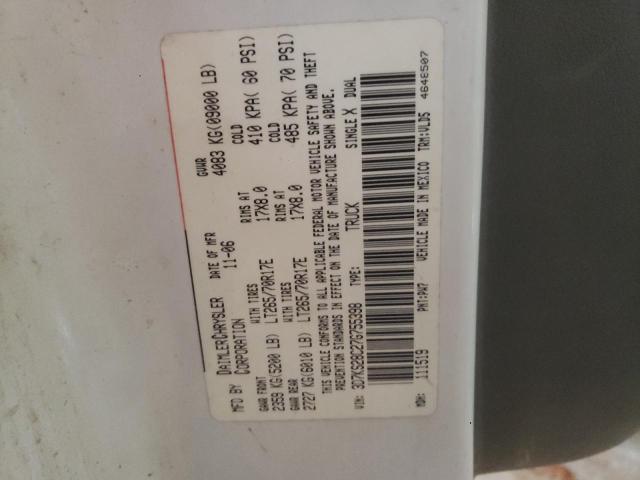 MFD BY DAIMLERCHRYSLER CORPORATION DATE OF MFR 11-06 GVWR 4083 KG(09000 LB)
GAWR FRONT WITH TIRES RIMS AT COLD
2359 KG(5200 LB) LT265/70R17E 17X8.0 410 KPA( 60 PSI)
GAWR REAR WITH TIRES RIMS AT COLD
2727 KG(6010 LB) LT265/70R17E 17X8.0 485 KPA( 70 PSI)
THIS VEHICLE CONFORMS TO ALL APPLICABLE FEDERAL MOTOR VEHICLE SAFETY AND THEFT
PREVENTION STANDARDS IN EFFECT ON THE DATE OF MANUFACTURE SHOWN ABOVE.
VIN: 3D7KS28C27G755398 TRUCK SINGLE X DUAL
MDH: 111519 PNT:PW7 VEHICLE MADE IN MEXICO TRM:VLD5 4648507